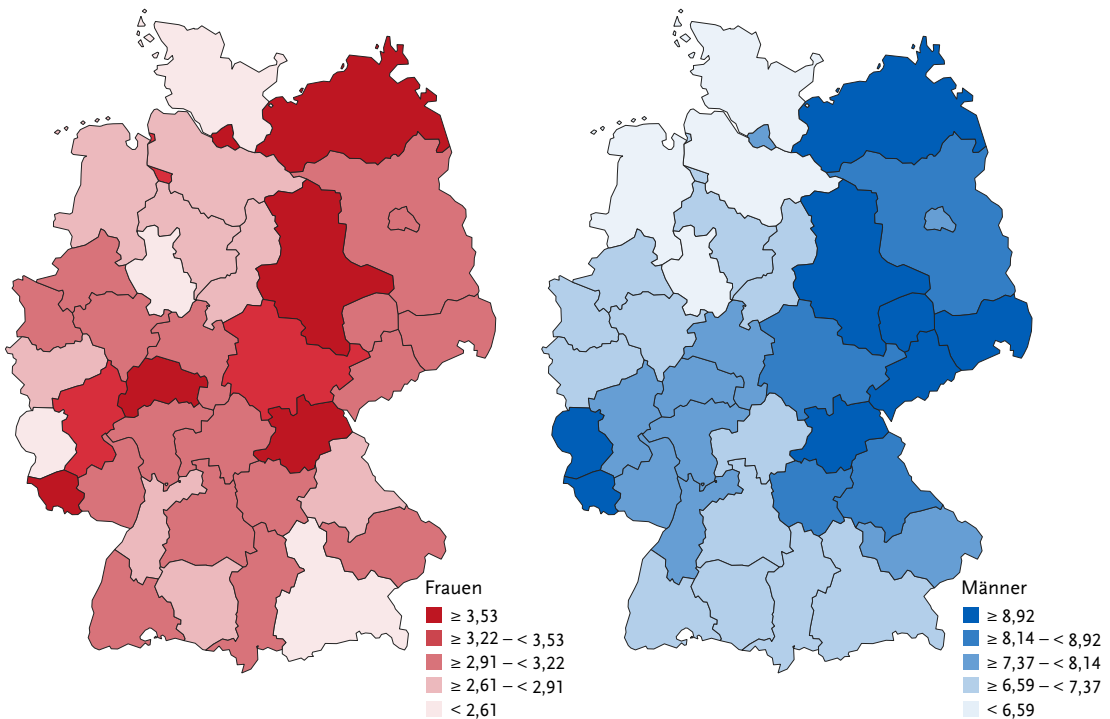 Frauen
≥ 3,53
≥ 3,22 – < 3,53
≥ 2,91 – < 3,22
≥ 2,61 – < 2,91
< 2,61
Männer
≥ 8,92
≥ 8,14 – < 8,92
≥ 7,37 – < 8,14
≥ 6,59 – < 7,37
< 6,59